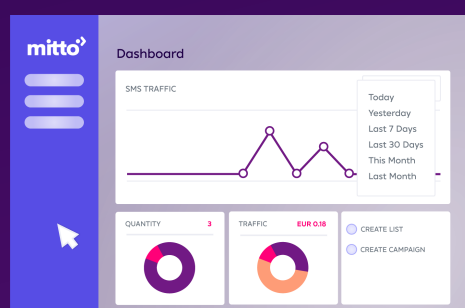 mitto
Dashboard
SMS TRAFFIC
Today
Yesterday
Last 7 Days
Last 30 Days
This Month
Last Month
QUANTITY 3
TRAFFIC EUR 0.18
CREATE LIST
CREATE CAMPAIGN